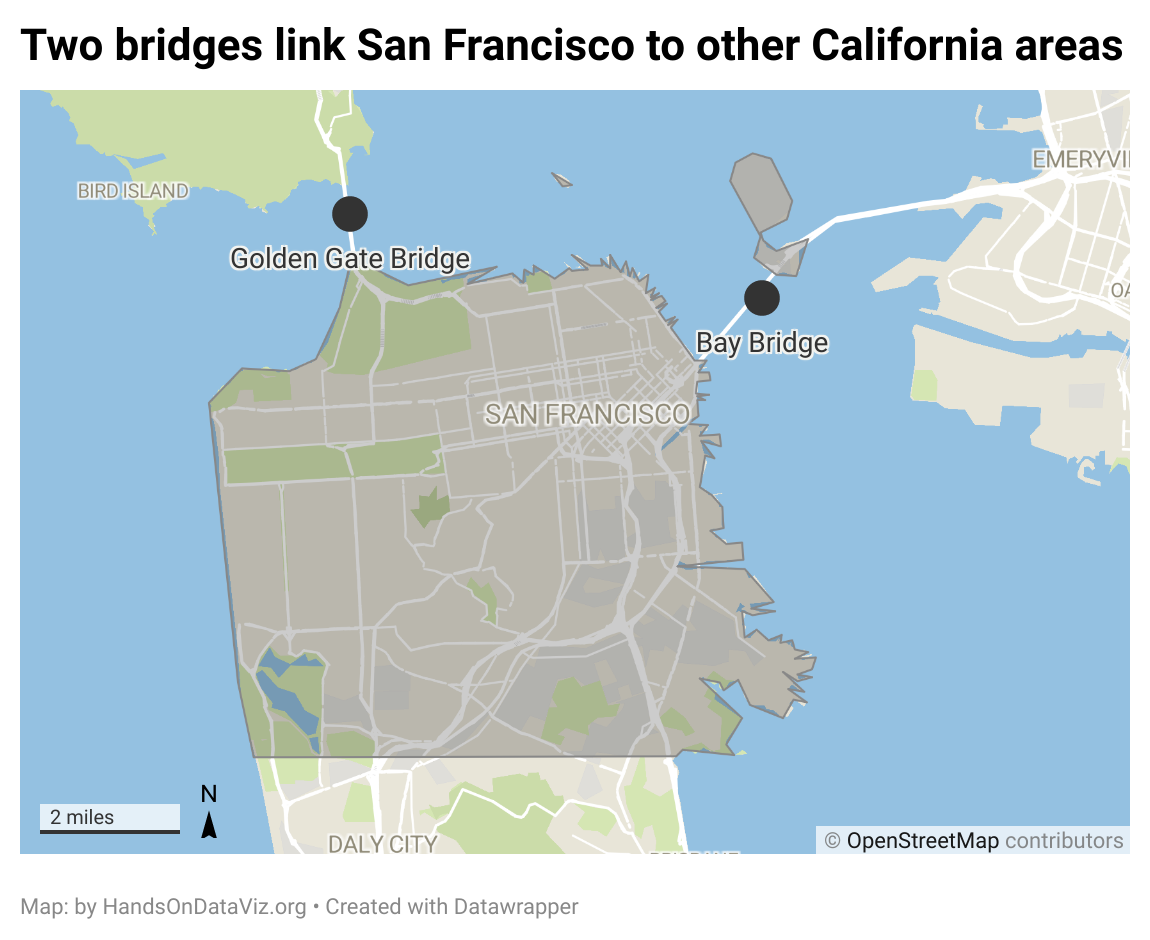 Two bridges link San Francisco to other California areas
EMERYVI
BIRD ISLAND
Golden Gate Bridge
OA
Bay Bridge
SAN FRANCISCO
H
N
2 miles
DALY CITY
© OpenStreetMap contributors
Map: by HandsOnDataViz.org • Created with Datawrapper